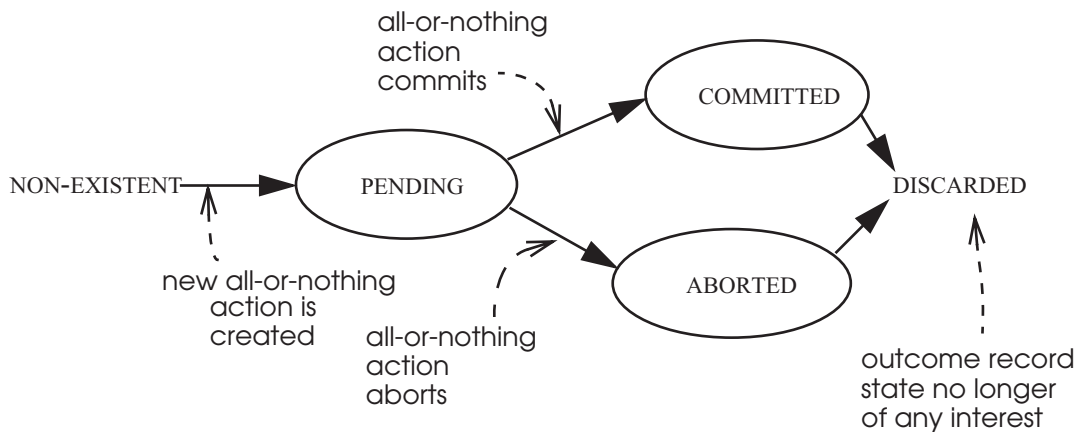 all-or-nothing
action
commits
COMMITTED
NON-EXISTENT
PENDING
DISCARDED
new all-or-nothing
action is
created
ABORTED
all-or-nothing
action
aborts
outcome record
state no longer
of any interest